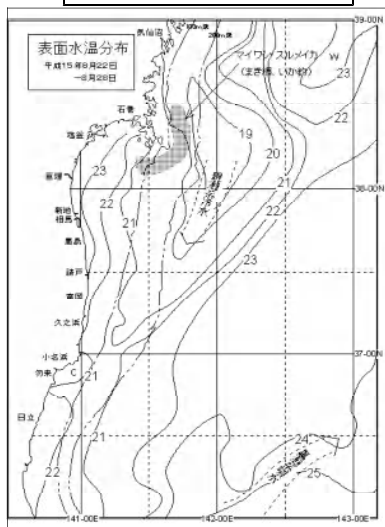 39-00N
気仙沼
表面水温分布
平成15年8月22日
−8月28日
マイワシ・スルメイカ
(まき網、いか釣)
W
23
22
石巻
塩釜
19
20
21
22
23
23
22
21
38-00N
亘理
新地
相馬
鹿島
請戸
富岡
久之浜
小名浜
勿来
C
21
37-00N
日立
21
22
24
25
141-00E
142-00E
143-00E